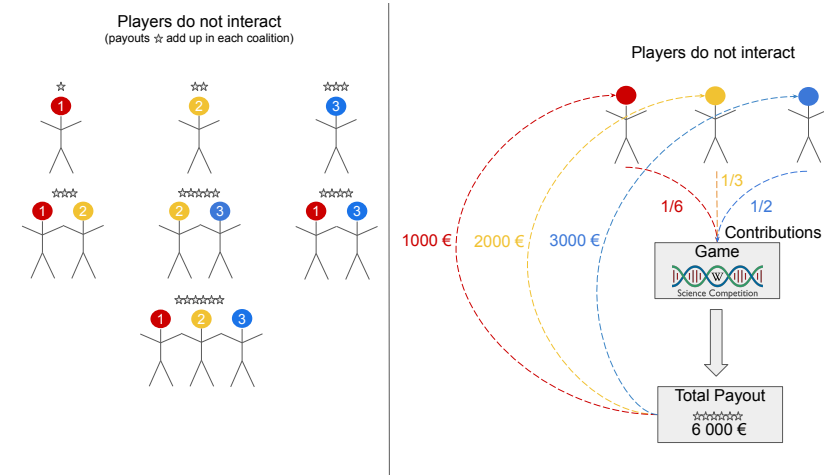 Players do not interact
(payouts ☆ add up in each coalition)
☆
☆☆
☆☆☆
1
2
3
☆☆☆
☆☆☆☆☆
☆☆☆☆
1 2
2 3
1 3
☆☆☆☆☆☆
1 2 3
Players do not interact
1/3
1/6
1/2
Contributions
1000 €
2000 €
3000 €
Game
W
Science Competition
Total Payout
☆☆☆☆☆☆
6 000 €